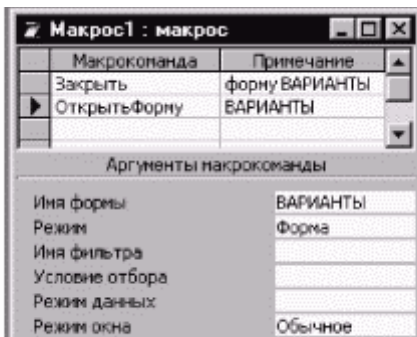 Макрос1 : макрос
Макрокоманда Примечание
Закрыть форму ВАРИАНТЫ
ОткрытьФорму ВАРИАНТЫ
Аргументы макрокоманды
Имя формы ВАРИАНТЫ
Режим Форма
Имя фильтра
Условие отбора
Режим данных
Режим окна Обычное